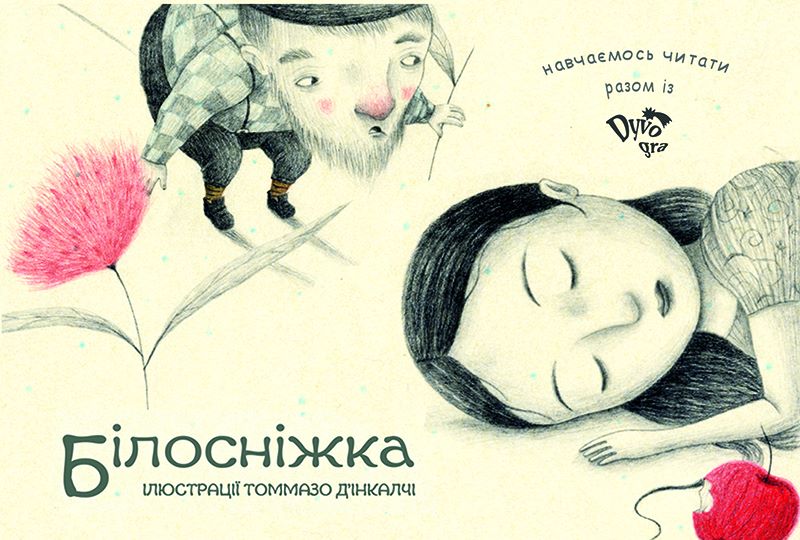 навчаємось читати
разом із
Dyvo
gra
Білосніжка
ІЛЮСТРАЦІЇ ТОММАЗО Д'ІНКАЛЧІ